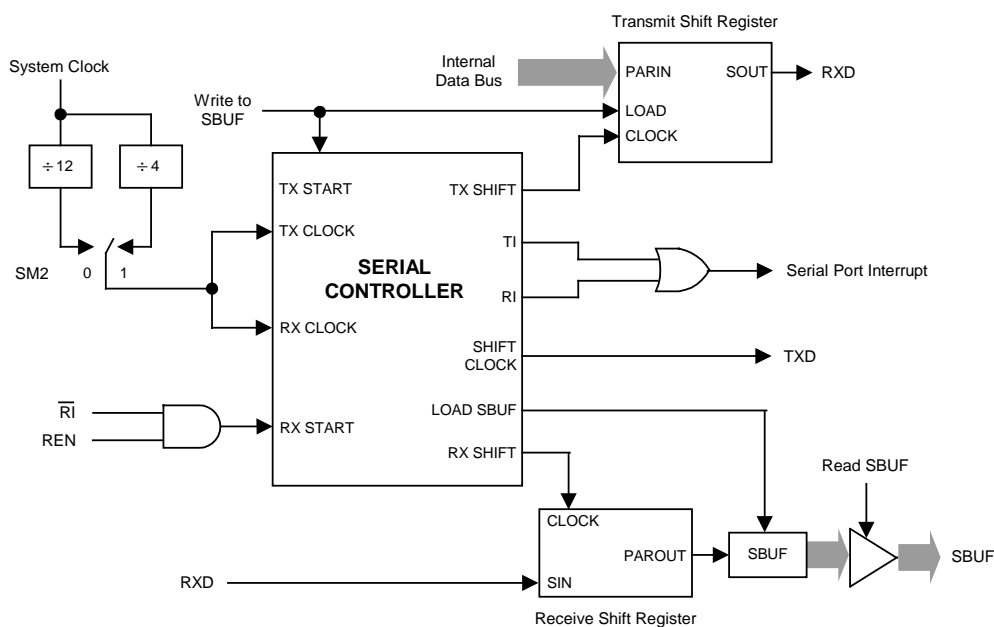 Transmit Shift Register
System Clock
Internal
Data Bus
PARIN
SOUT
RXD
Write to
SBUF
LOAD
CLOCK
÷12
÷4
TX START
TX SHIFT
TX CLOCK
TI
SM2
0
1
SERIAL
CONTROLLER
Serial Port Interrupt
RI
RX CLOCK
SHIFT
CLOCK
TXD
R̅I̅
REN
RX START
LOAD SBUF
RX SHIFT
Read SBUF
CLOCK
PAROUT
SBUF
SBUF
RXD
SIN
Receive Shift Register